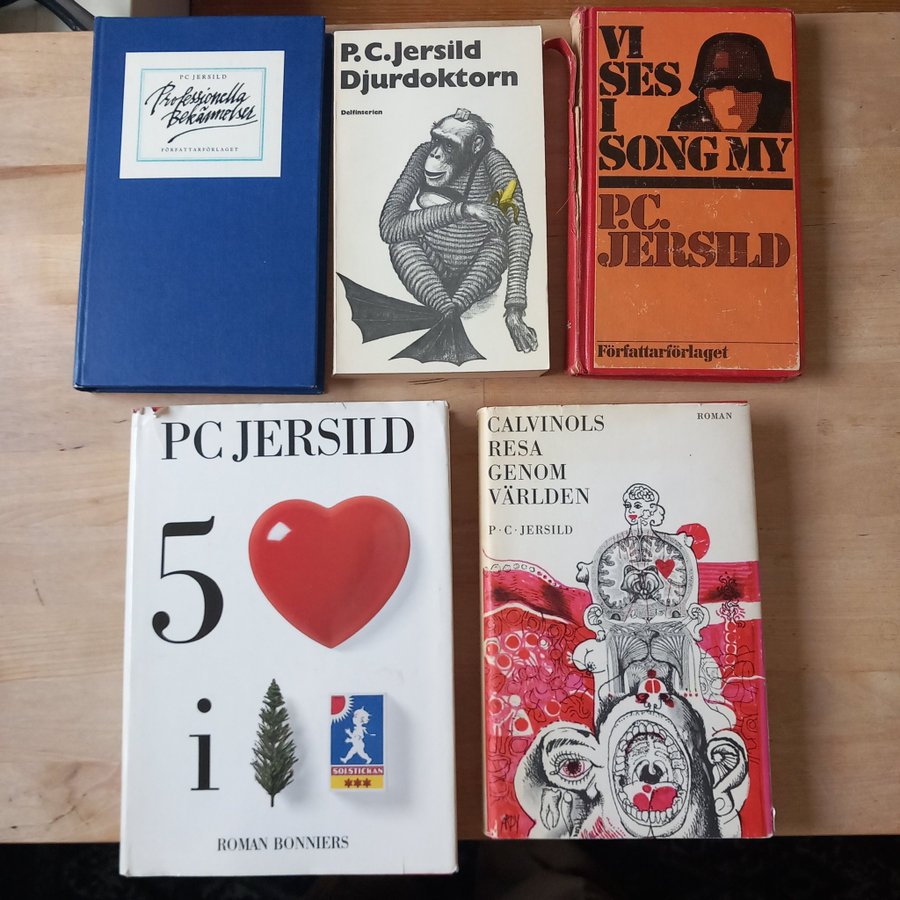 PC JERSILD
Professionella
Bekännelser
FÖRFATTARFÖRLAGET
P.C.Jersild
Djurdoktorn
Delfinserien
VI
SES
I
SONG MY
P.C.
JERSILD
Författarförlaget
PC JERSILD
5
i
SOLSTICKAN
ROMAN BONNIERS
CALVINOLS
RESA
GENOM
VÄRLDEN
ROMAN
P·C·JERSILD